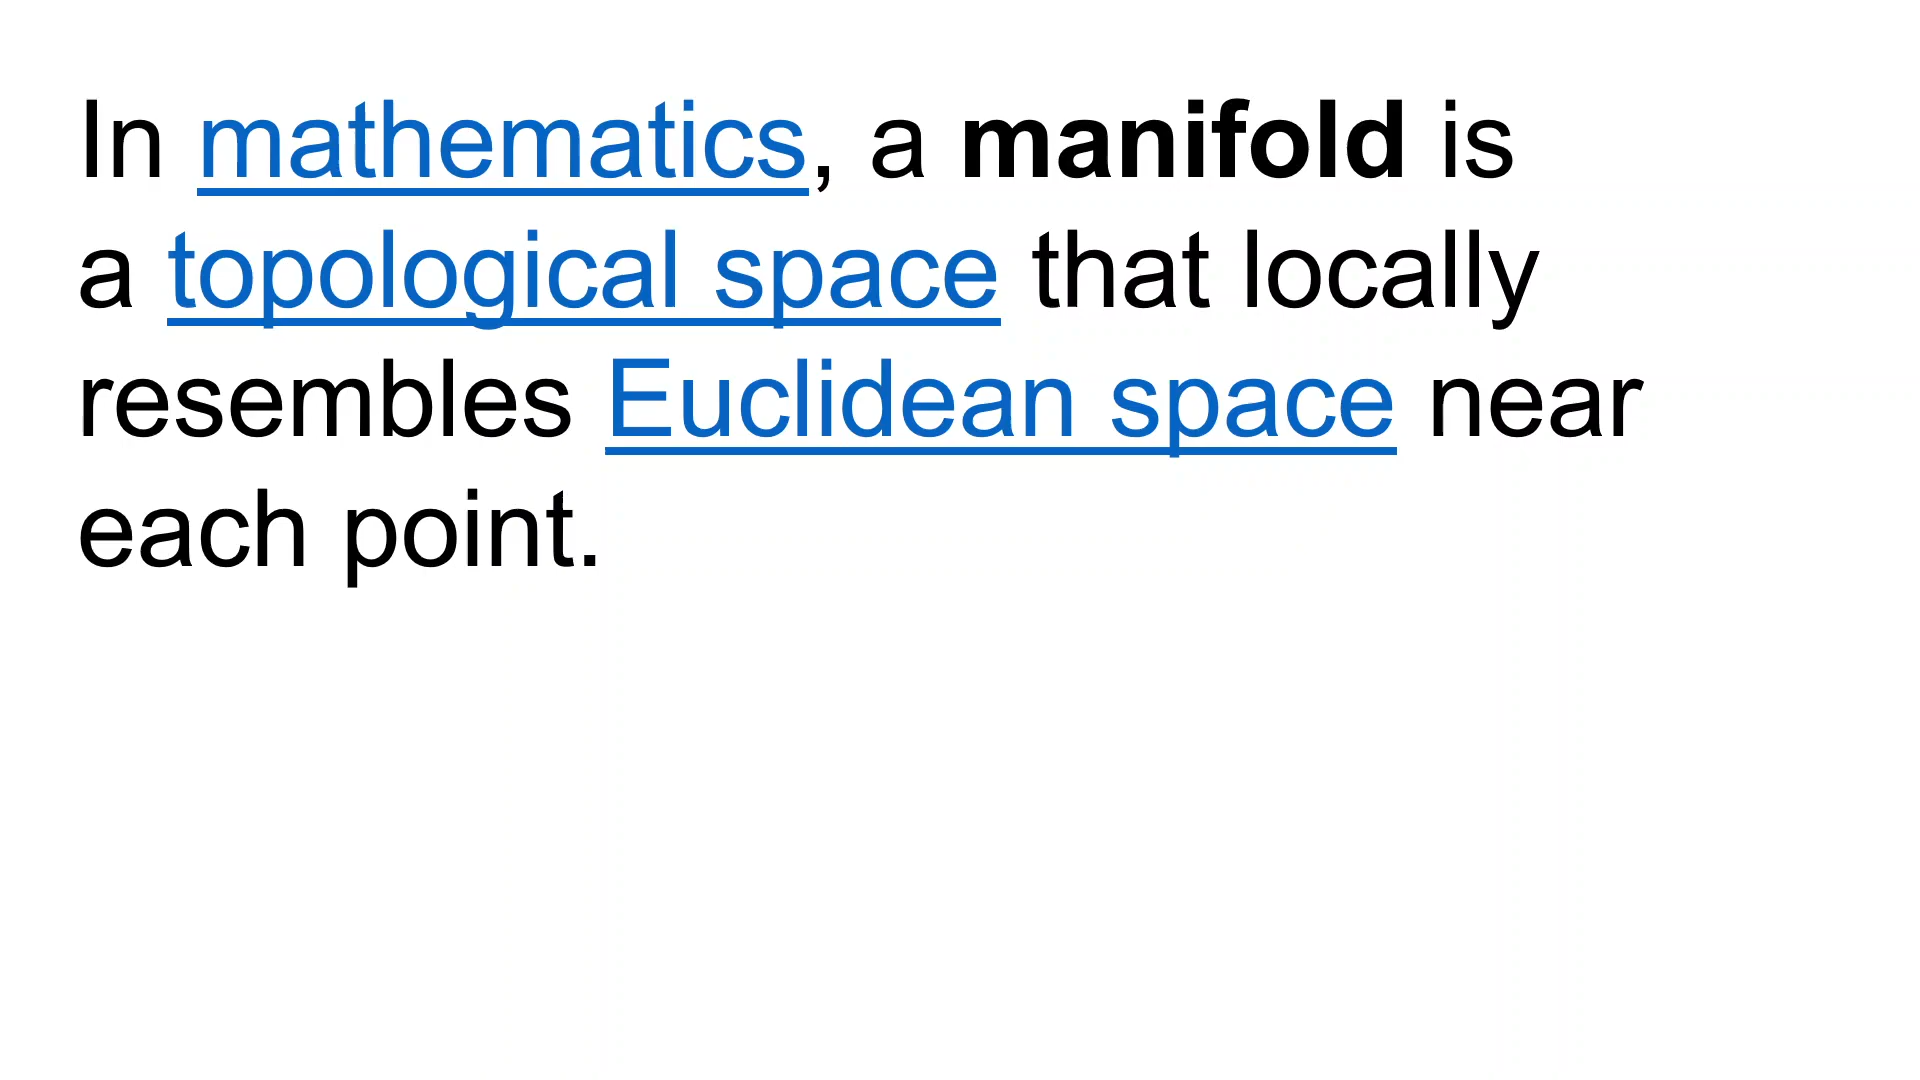 In mathematics, a manifold is
a topological space that locally
resembles Euclidean space near
each point.